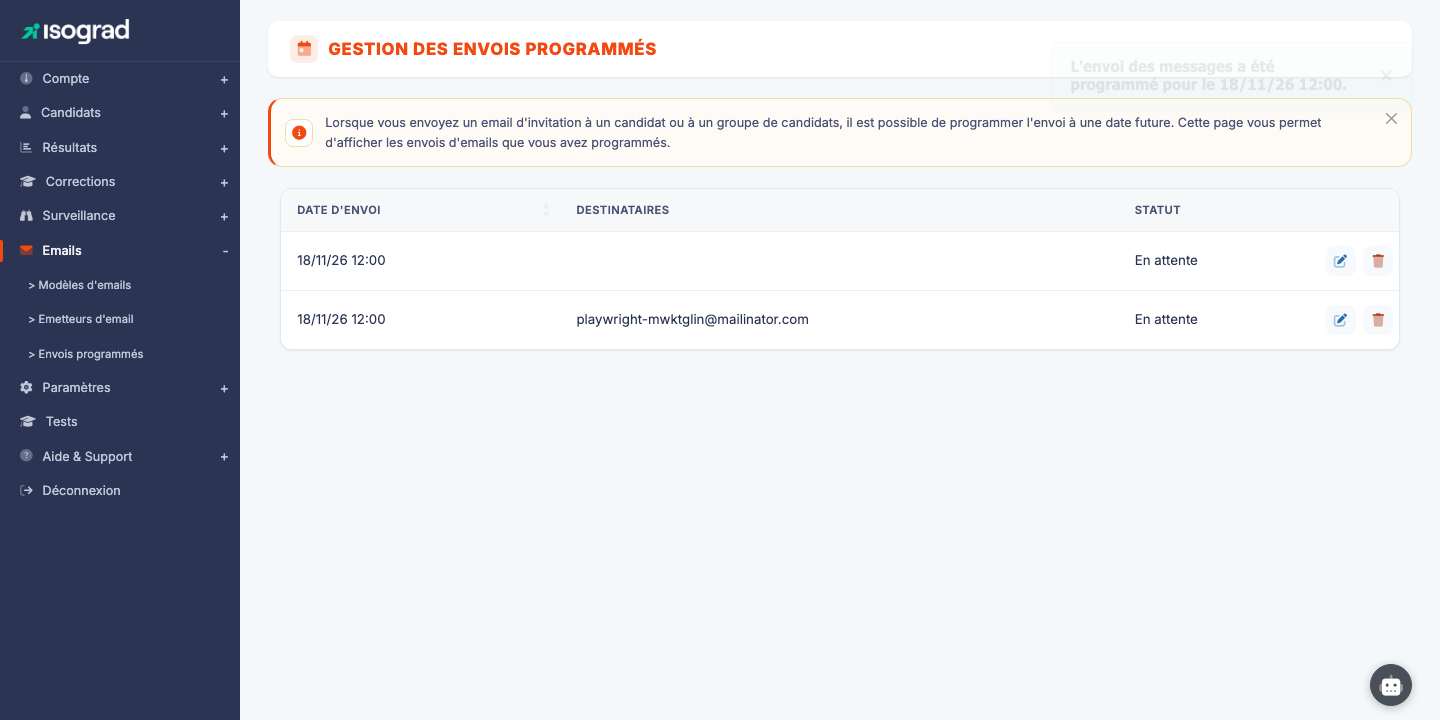 isograd
Compte +
Candidats +
Résultats +
Corrections +
Surveillance +
Emails -
> Modèles d'emails
> Emetteurs d'email
> Envois programmés
Paramètres +
Tests
Aide & Support +
Déconnexion
GESTION DES ENVOIS PROGRAMMÉS
L'envoi des messages a été
programmé pour le 18/11/26 12:00.
Lorsque vous envoyez un email d'invitation à un candidat ou à un groupe de candidats, il est possible de programmer l'envoi à une date future. Cette page vous permet
d'afficher les envois d'emails que vous avez programmés.
DATE D'ENVOI DESTINATAIRES STATUT
18/11/26 12:00 En attente
18/11/26 12:00 playwright-mwktglin@mailinator.com En attente